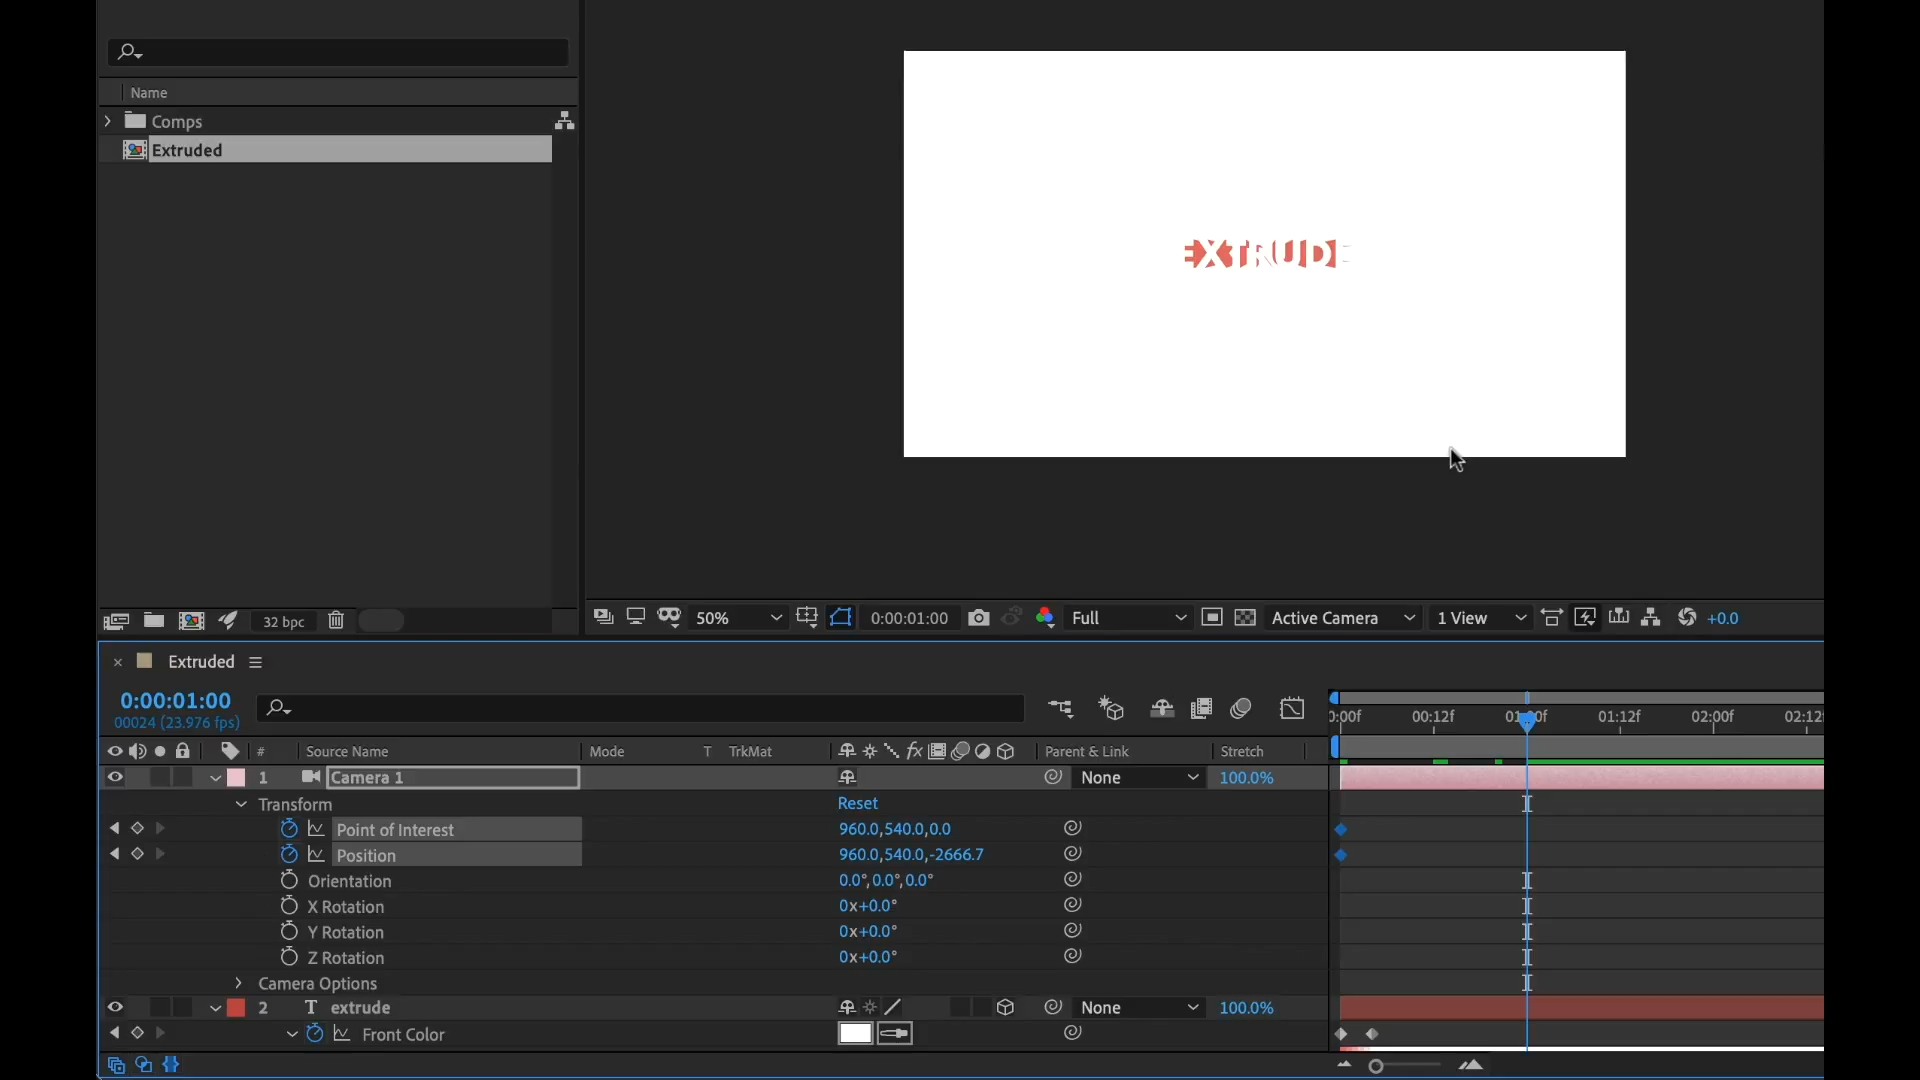 Name
Comps
Extruded
EXTRUDE
32 bpc
50%
0:00:01:00
Full
Active Camera
1 View
+0.0
Extruded
0:00:01:00
00024 (23.976 fps)
):00f 00:12f 01:00f 01:12f 02:00f 02:12f
# Source Name Mode T TrkMat fx Parent & Link Stretch
1 Camera 1 None 100.0%
Transform Reset
Point of Interest 960.0,540.0,0.0
Position 960.0,540.0,-2666.7
Orientation 0.0°,0.0°,0.0°
X Rotation 0x+0.0°
Y Rotation 0x+0.0°
Z Rotation 0x+0.0°
Camera Options
2 T extrude None 100.0%
Front Color